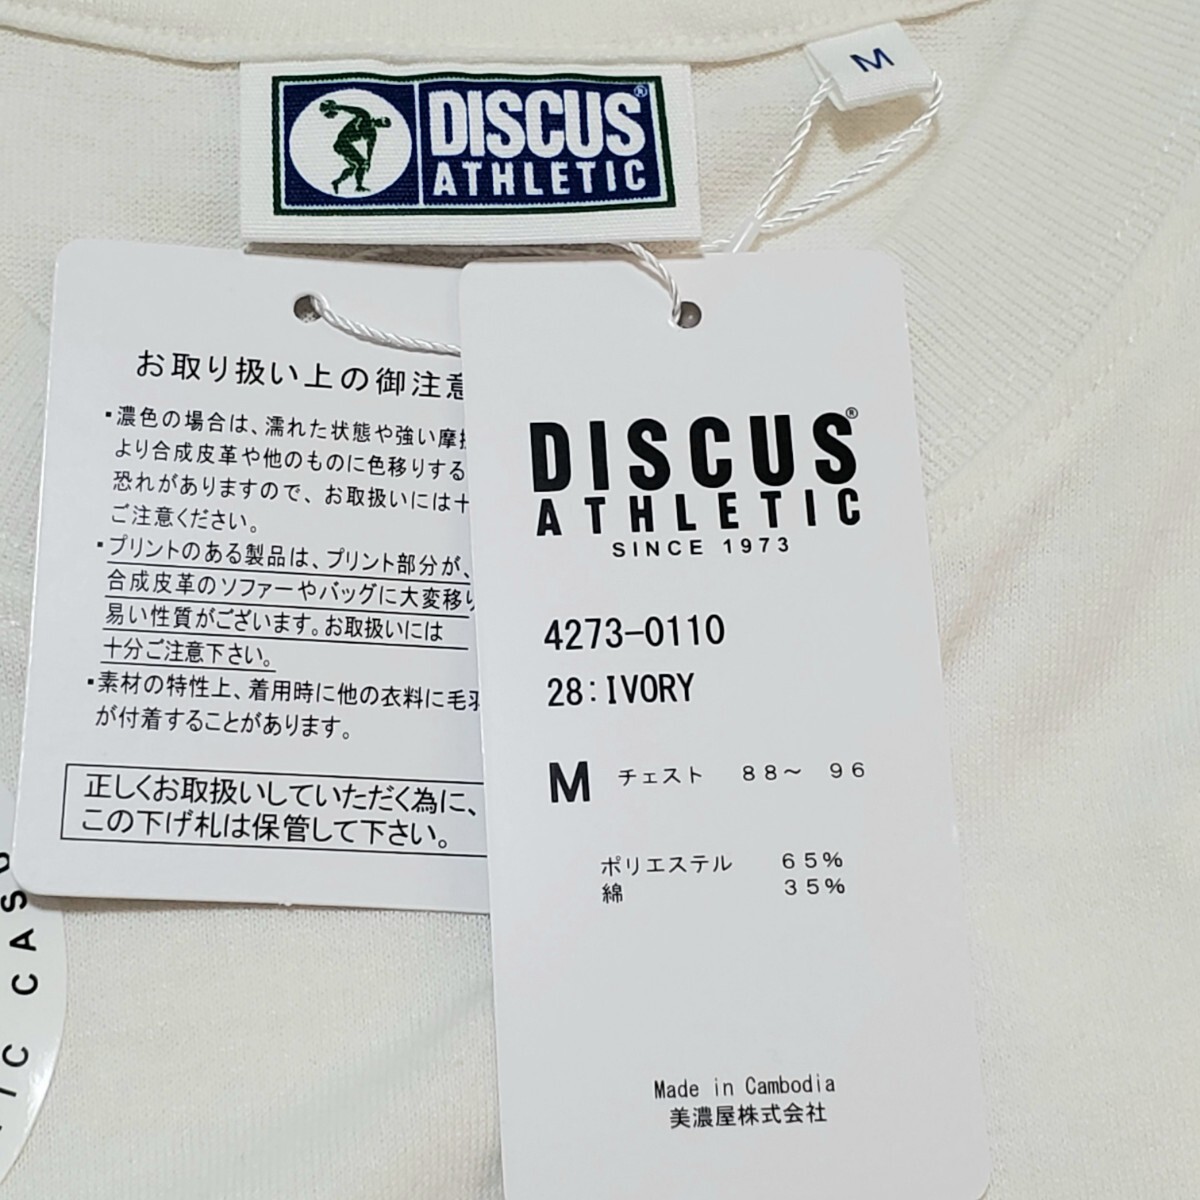 DISCUS®
ATHLETIC
M
お取り扱い上の御注意
・濃色の場合は、濡れた状態や強い摩擦
より合成皮革や他のものに色移りする
恐れがありますので、お取扱いには十
ご注意ください。
・プリントのある製品は、プリント部分が、
合成皮革のソファーやバッグに大変移り
易い性質がございます。お取扱いには
十分ご注意下さい。
・素材の特性上、着用時に他の衣料に毛羽
が付着することがあります。
正しくお取扱いしていただく為に、
この下げ札は保管して下さい。
DISCUS®
ATHLETIC
SINCE 1973
4273-0110
28:IVORY
M チェスト 88~ 96
ポリエステル 65%
綿 35%
Made in Cambodia
美濃屋株式会社
IC CAS